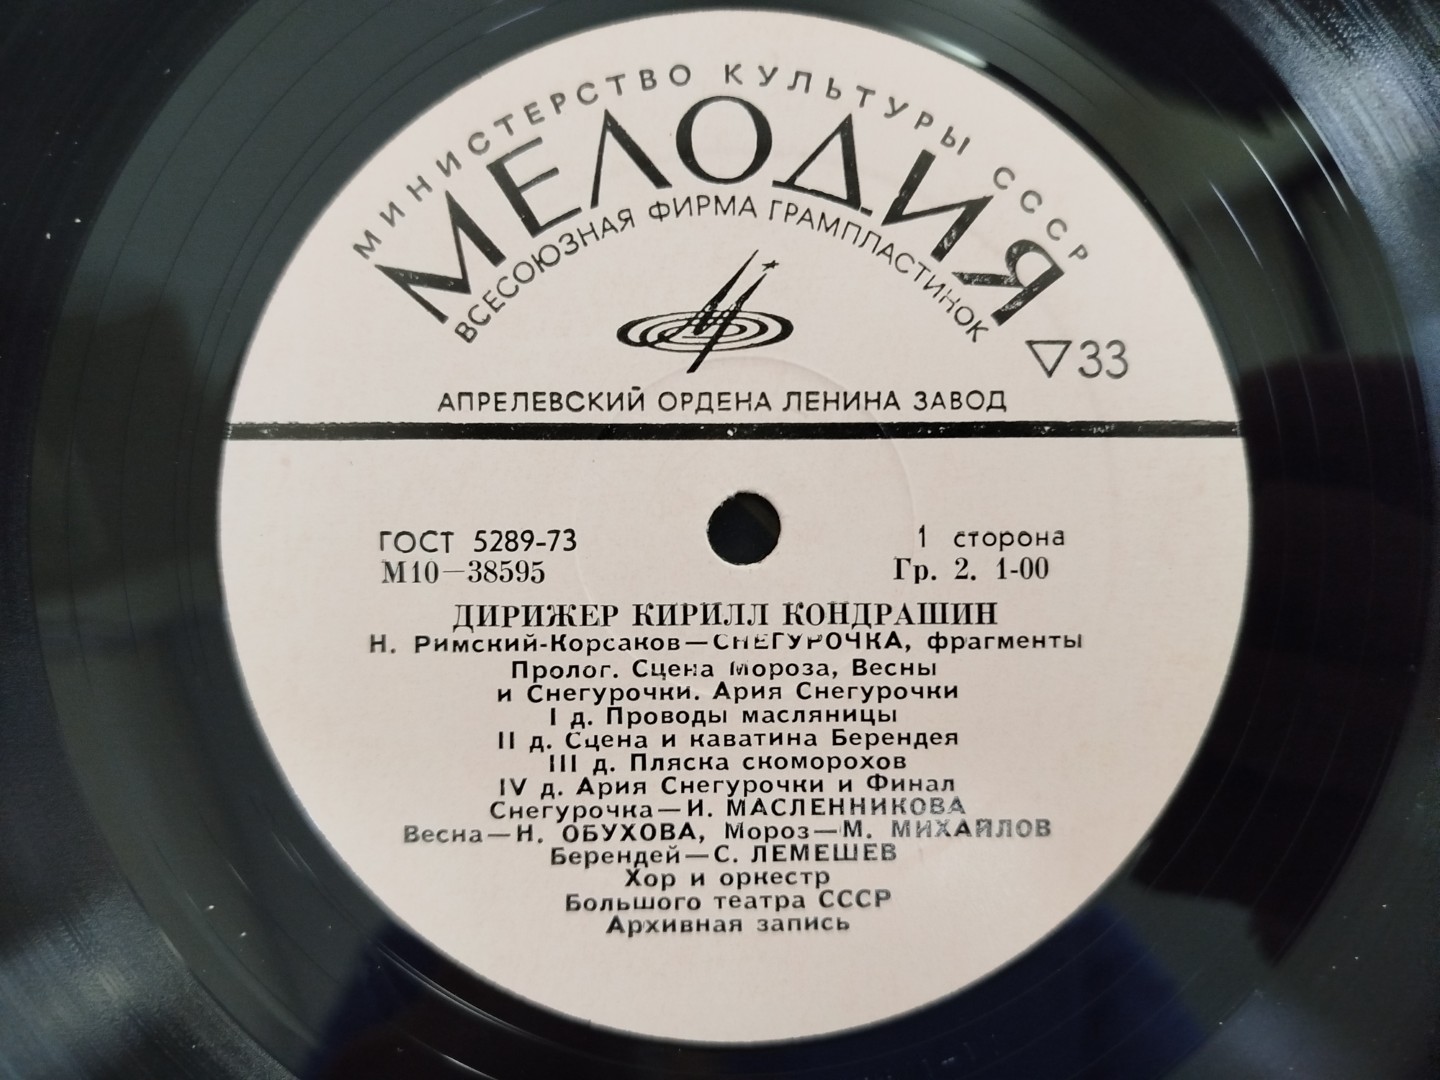 МИНИСТЕРСТВО КУЛЬТУРЫ СССР
МЕЛОДИЯ
ВСЕСОЮЗНАЯ ФИРМА ГРАМПЛАСТИНОК
33
АПРЕЛЕВСКИЙ ОРДЕНА ЛЕНИНА ЗАВОД
ГОСТ 5289-73
1 сторона
М10—38595
Гр. 2. 1-00
ДИРИЖЕР КИРИЛЛ КОНДРАШИН
Н. Римский-Корсаков—СНЕГУРОЧКА, фрагменты
Пролог. Сцена Мороза, Весны
и Снегурочки. Ария Снегурочки
I д. Проводы масляницы
II д. Сцена и каватина Берендея
III д. Пляска скоморохов
IV д. Ария Снегурочки и Финал
Снегурочка—И. МАСЛЕННИКОВА
Весна—Н. ОБУХОВА, Мороз—М. МИХАЙЛОВ
Берендей—С. ЛЕМЕШЕВ
Хор и оркестр
Большого театра СССР
Архивная запись